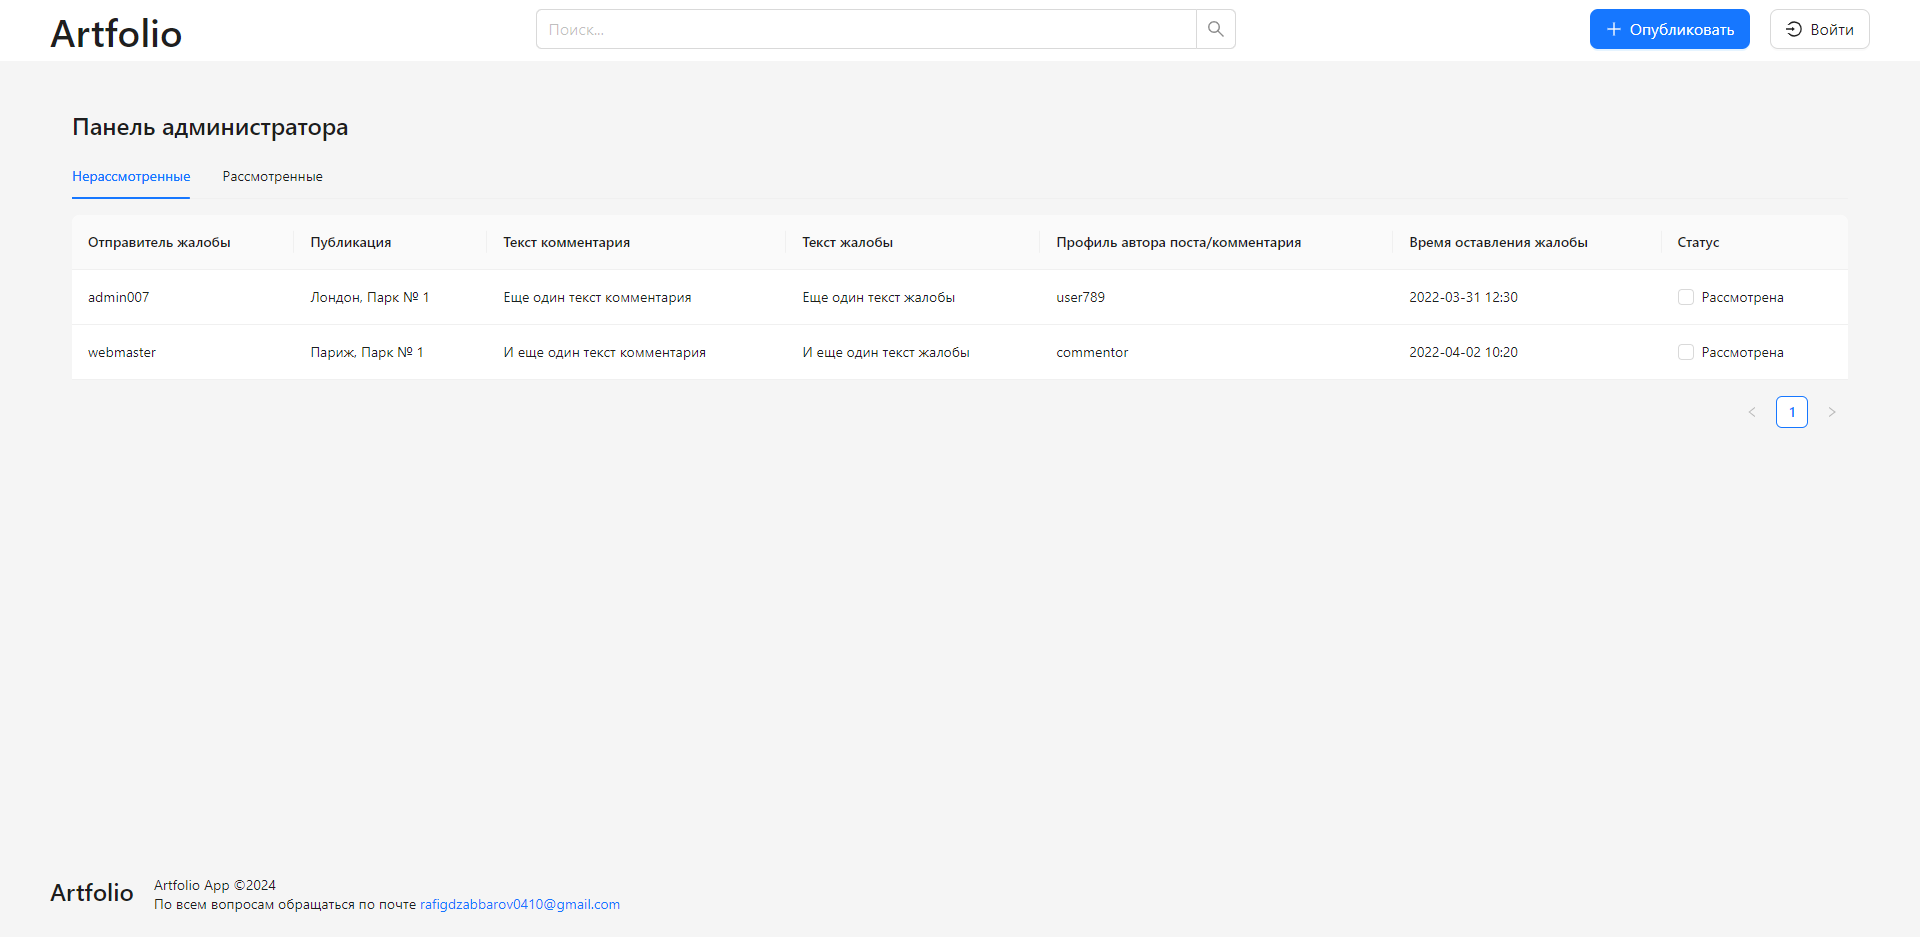 Artfolio
Поиск...
Опубликовать
Войти
Панель администратора
Нерассмотренные Рассмотренные
Отправитель жалобы Публикация Текст комментария Текст жалобы Профиль автора поста/комментария Время оставления жалобы Статус
admin007 Лондон, Парк № 1 Еще один текст комментария Еще один текст жалобы user789 2022-03-31 12:30 Рассмотрена
webmaster Париж, Парк № 1 И еще один текст комментария И еще один текст жалобы commentor 2022-04-02 10:20 Рассмотрена
< 1 >
Artfolio
Artfolio App ©2024
По всем вопросам обращаться по почте rafigdzabbarov0410@gmail.com